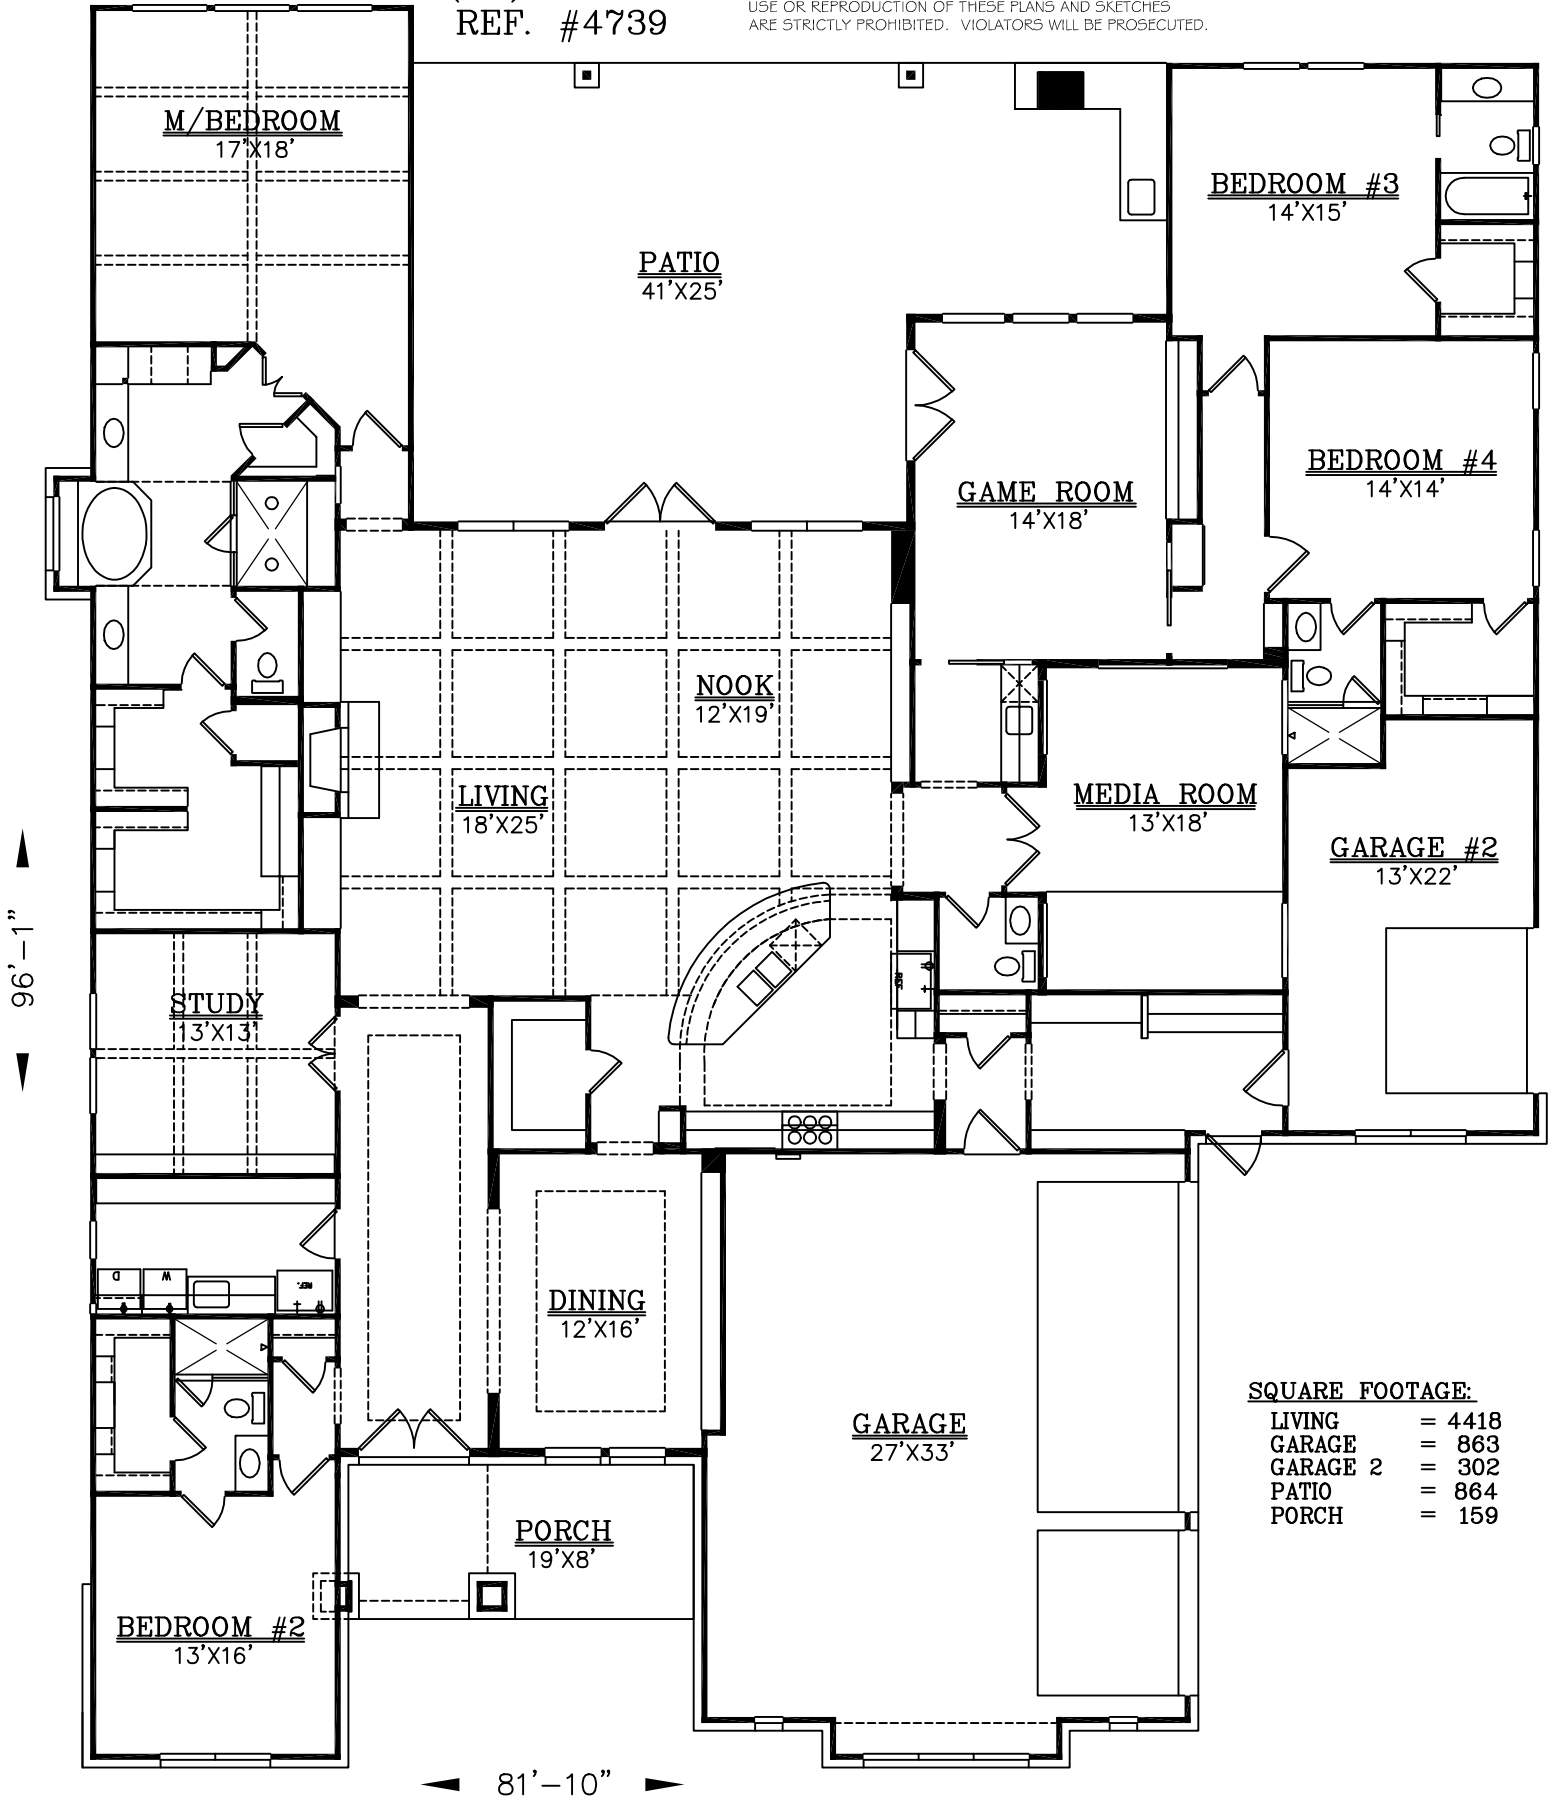 USE OR REPRODUCTION OF THESE PLANS AND SKETCHES
REF. #4739
ARE STRICTLY PROHIBITED. VIOLATORS WILL BE PROSECUTED.
M/BEDROOM
17'X18'
BEDROOM #3
14'X15'
PATIO
41'X25'
BEDROOM #4
14'X14'
GAME ROOM
14'X18'
NOOK
12'X19'
LIVING
18'X25'
MEDIA ROOM
13'X18'
GARAGE #2
13'X22'
96'-1"
REF.
STUDY
13'X13'
D
W
REF.
DINING
12'X16'
GARAGE
27'X33'
SQUARE FOOTAGE:
LIVING = 4418
GARAGE = 863
GARAGE 2 = 302
PATIO = 864
PORCH = 159
PORCH
19'X8'
BEDROOM #2
13'X16'
81'-10"